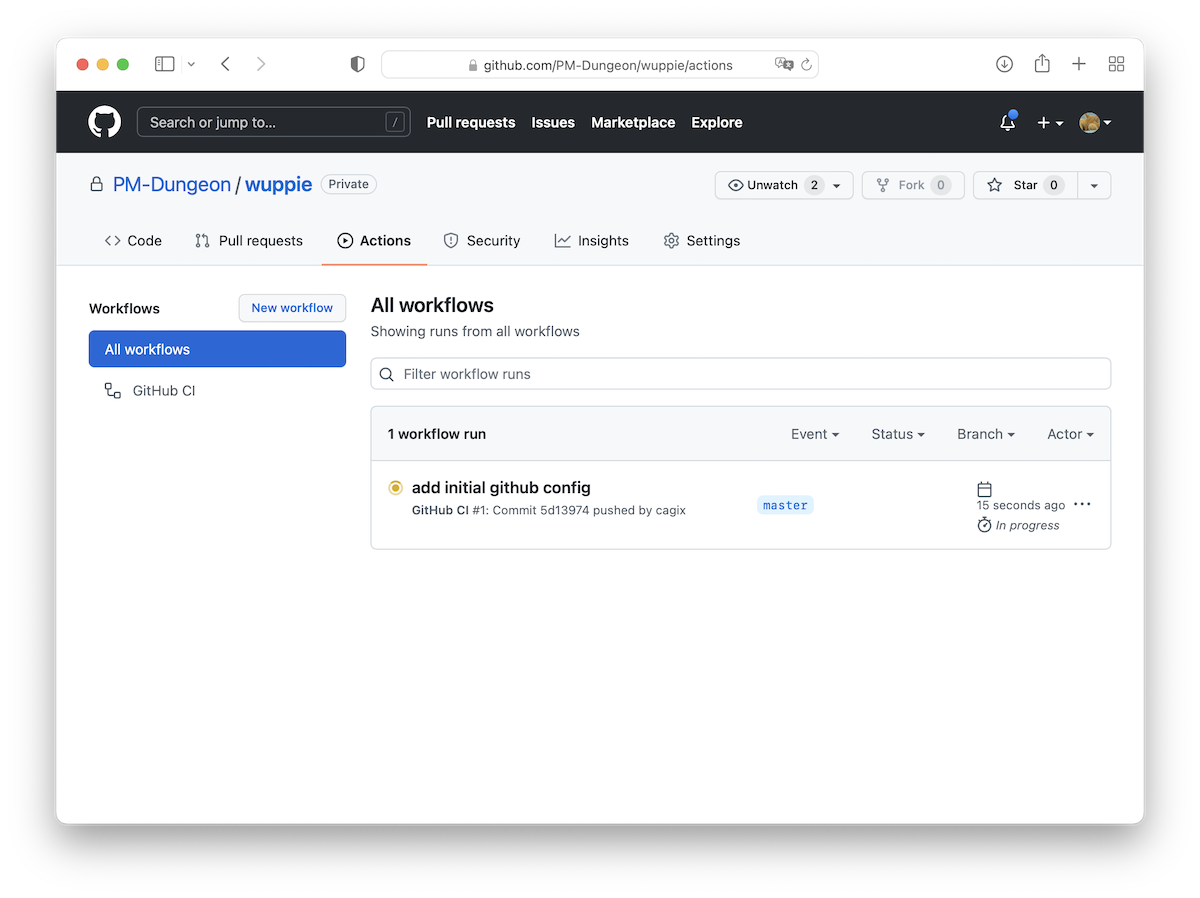 github.com/PM-Dungeon/wuppie/actions
Search or jump to... /
Pull requests Issues Marketplace Explore
PM-Dungeon / wuppie Private
Unwatch 2 Fork 0 Star 0
Code Pull requests Actions Security Insights Settings
Workflows New workflow
All workflows
GitHub CI
All workflows
Showing runs from all workflows
Filter workflow runs
1 workflow run Event Status Branch Actor
add initial github config
GitHub CI #1: Commit 5d13974 pushed by cagix
master
15 seconds ago ...
In progress